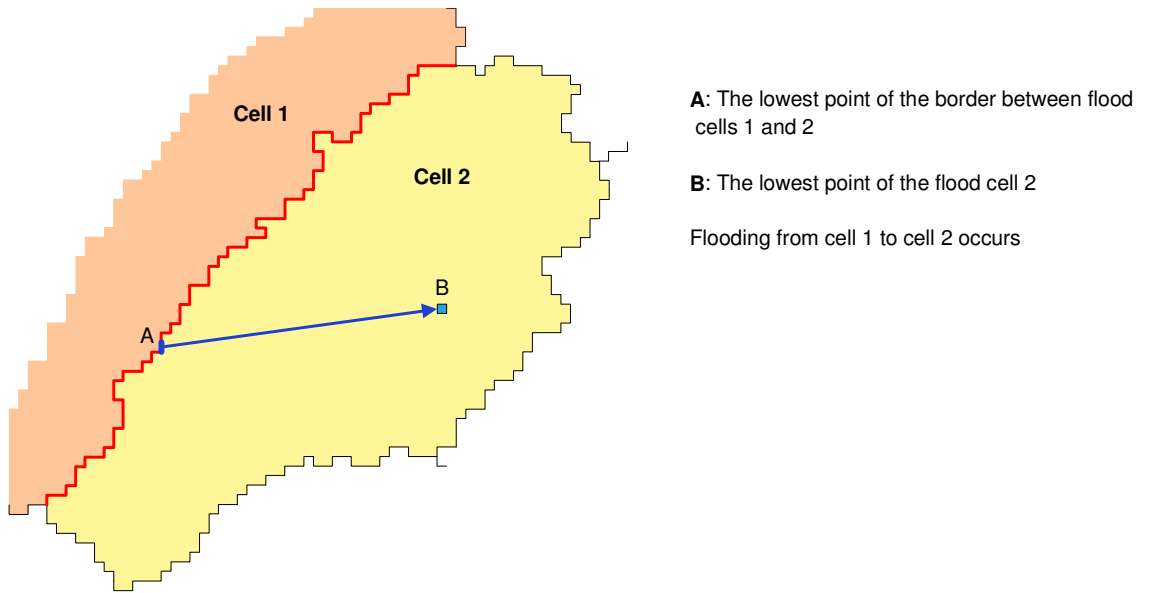 Cell 1
Cell 2
A
B
A: The lowest point of the border between flood
cells 1 and 2
B: The lowest point of the flood cell 2
Flooding from cell 1 to cell 2 occurs